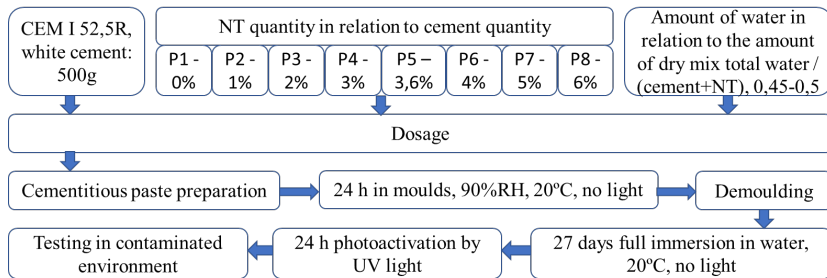 CEM I 52,5R,
white cement:
500g
NT quantity in relation to cement quantity
P1 -
0%
P2 -
1%
P3 -
2%
P4 -
3%
P5 –
3,6%
P6 -
4%
P7 -
5%
P8 -
6%
Amount of water in
relation to the amount
of dry mix total water /
(cement+NT), 0,45-0,5
Dosage
Cementitious paste preparation
24 h in moulds, 90%RH, 20ºC, no light
Demoulding
27 days full immersion in water,
20ºC, no light
24 h photoactivation by
UV light
Testing in contaminated
environment